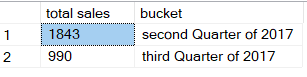 total sales bucket
1 1843 second Quarter of 2017
2 990 third Quarter of 2017